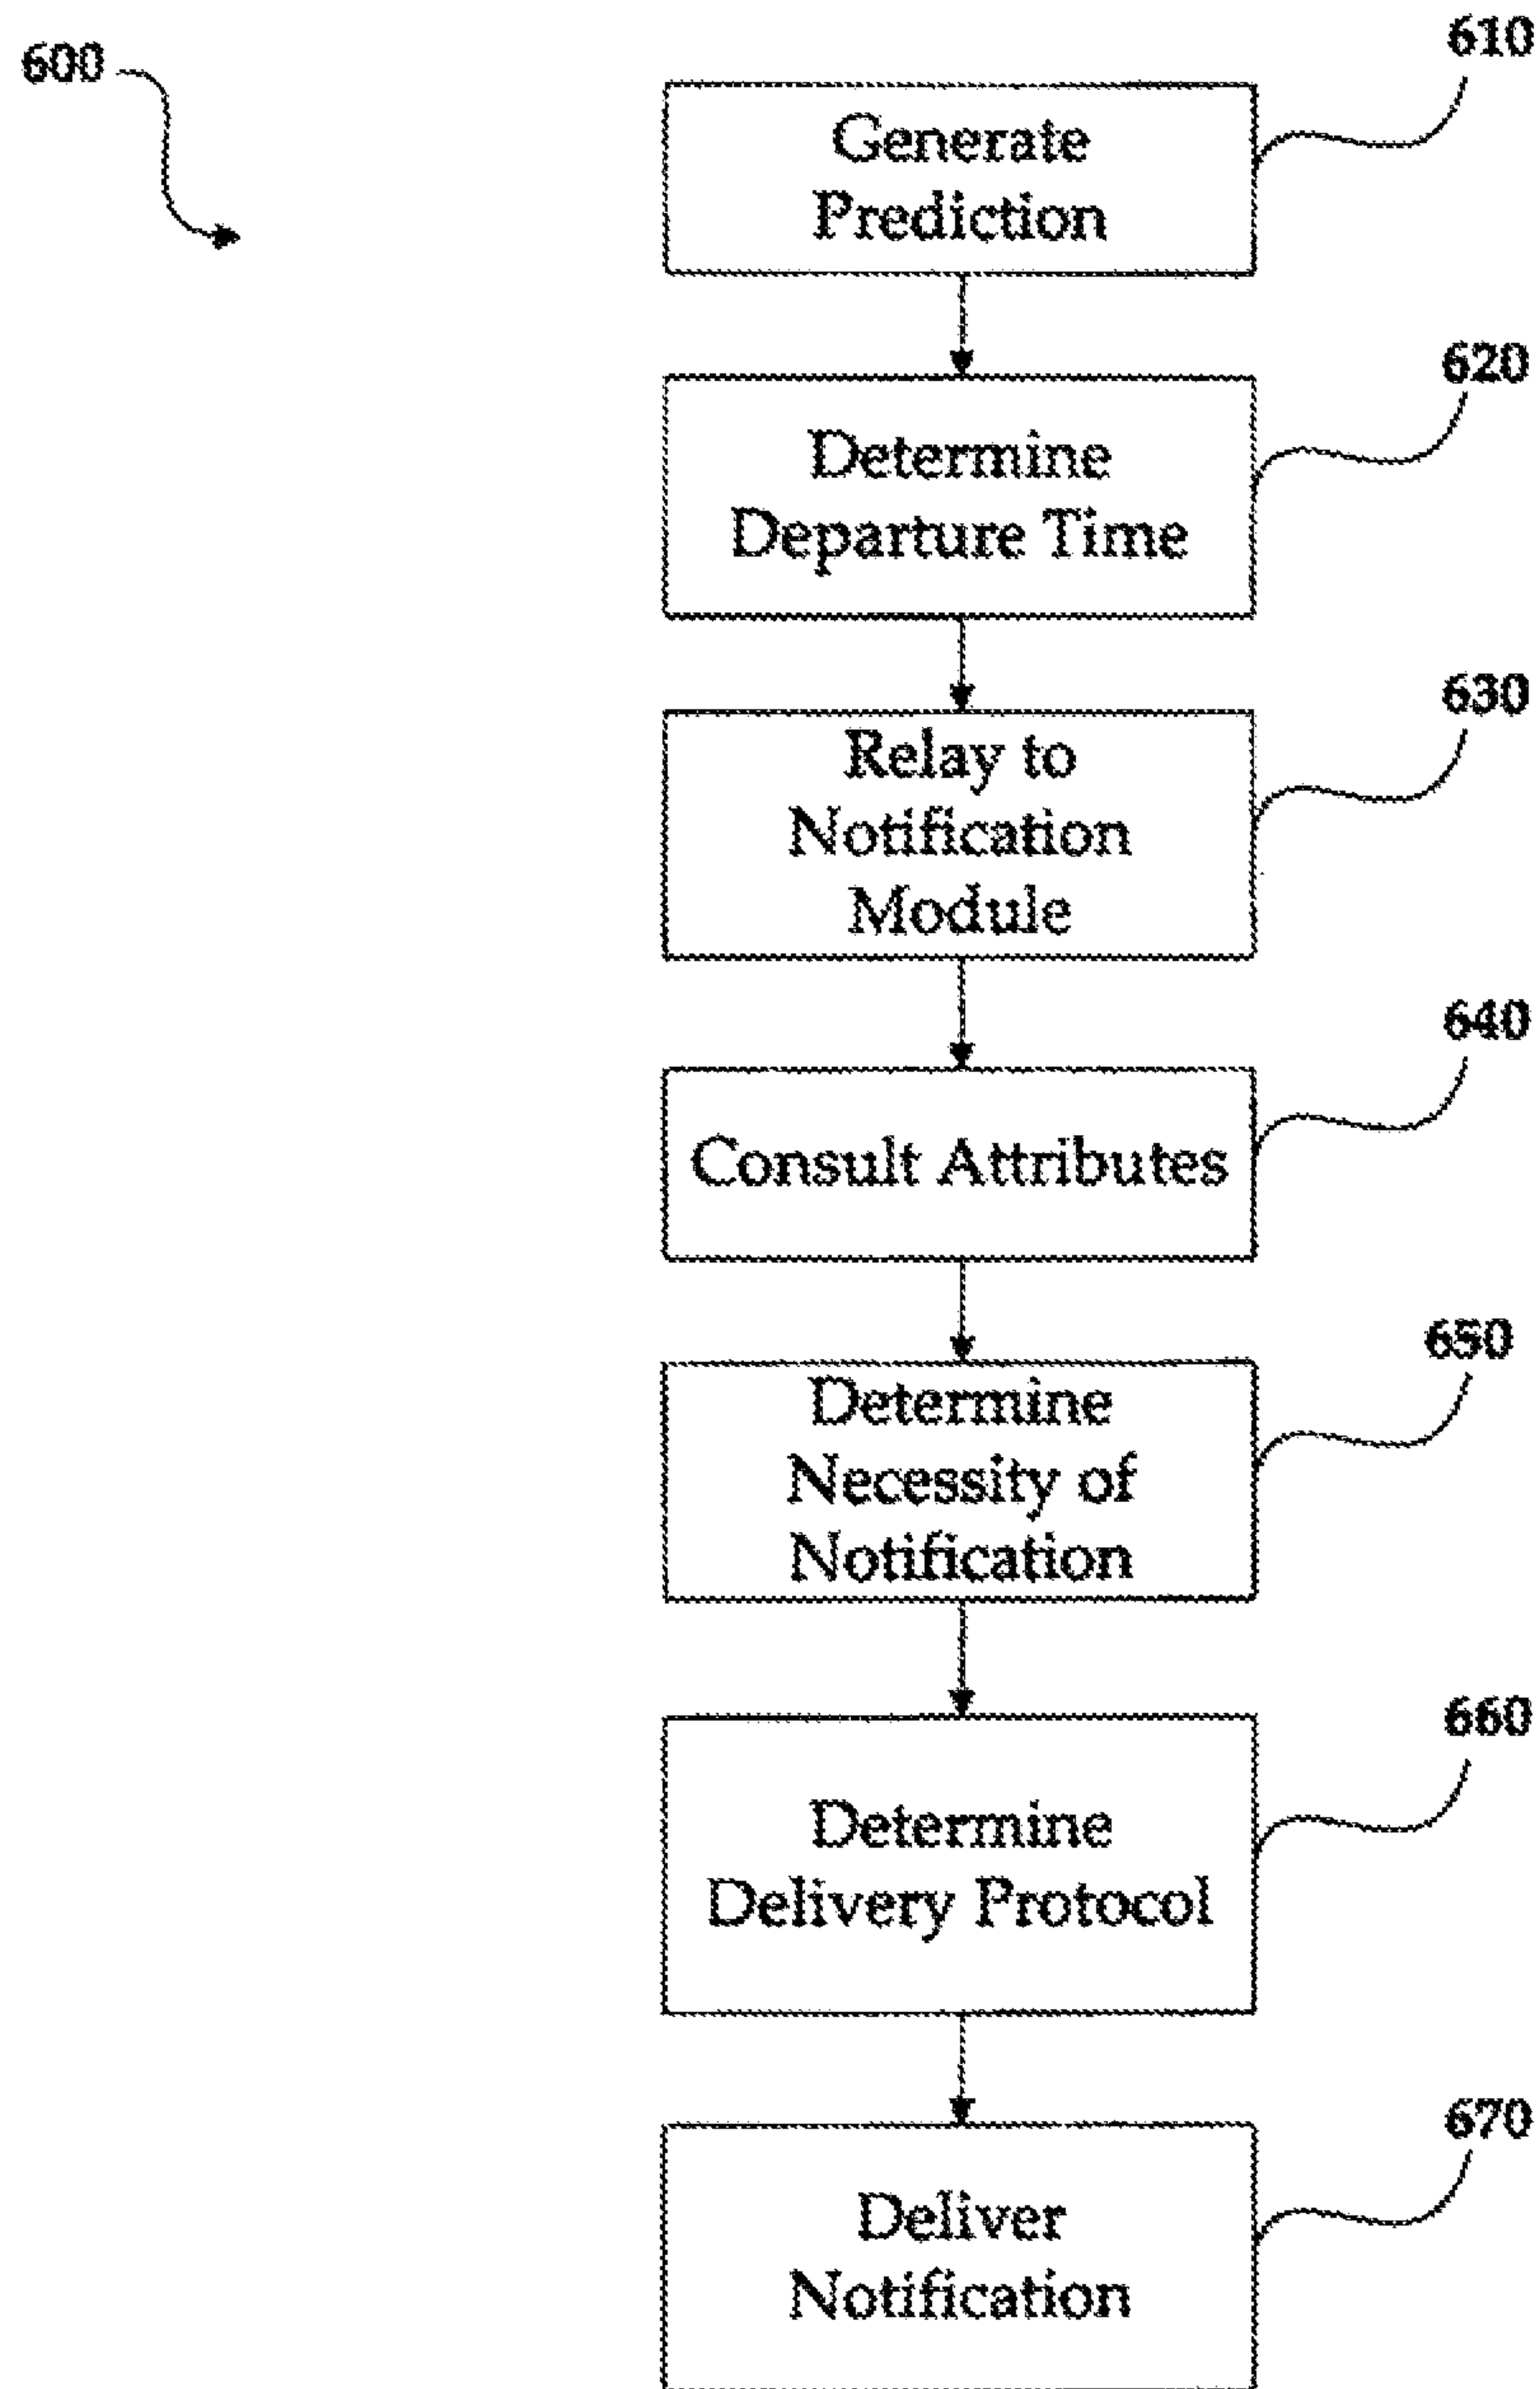 600
610
Generate
Prediction
620
Determine
Departure Time
630
Relay to
Notification
Module
640
Consult Attributes
650
Determine
Necessity of
Notification
660
Determine
Delivery Protocol
670
Deliver
Notification